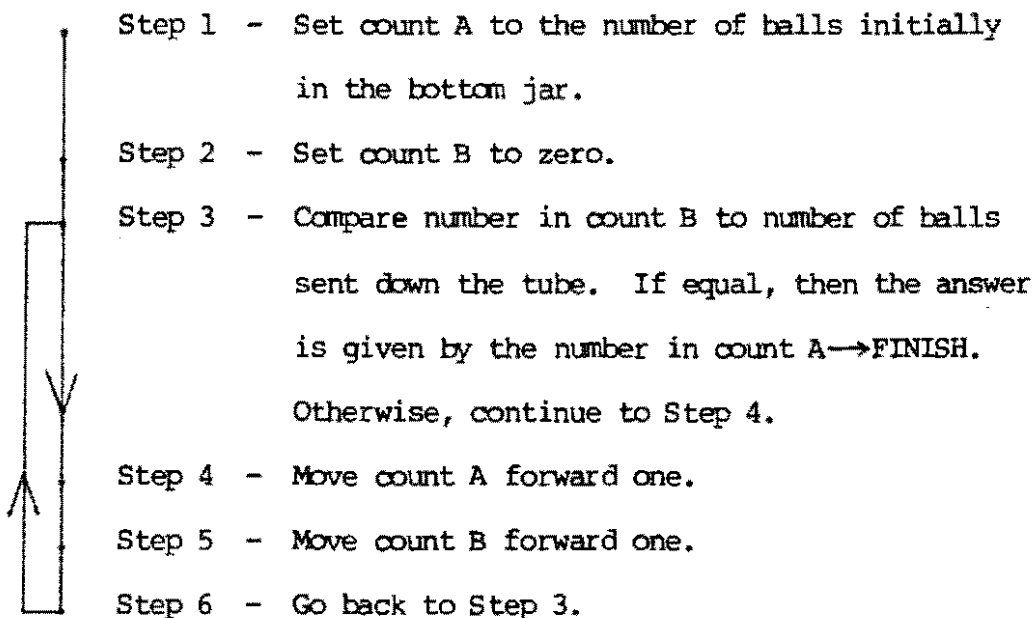 Step 1 - Set count A to the number of balls initially
in the bottom jar.
Step 2 - Set count B to zero.
Step 3 - Compare number in count B to number of balls
sent down the tube. If equal, then the answer
is given by the number in count A→FINISH.
Otherwise, continue to Step 4.
Step 4 - Move count A forward one.
Step 5 - Move count B forward one.
Step 6 - Go back to Step 3.